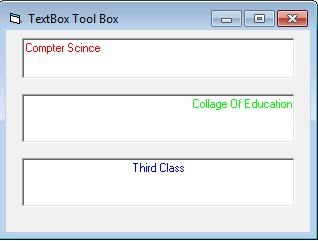 TextBox Tool Box
Compter Scince
Collage Of Education
Third Class